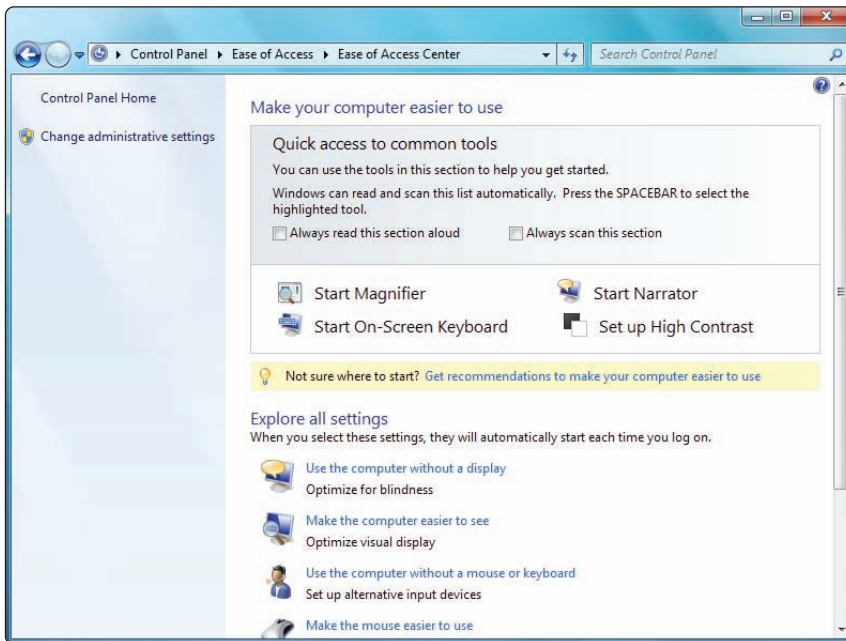 Control Panel ▸ Ease of Access ▸ Ease of Access Center
Search Control Panel
Control Panel Home
Change administrative settings
Make your computer easier to use
Quick access to common tools
You can use the tools in this section to help you get started.
Windows can read and scan this list automatically. Press the SPACEBAR to select the
highlighted tool.
Always read this section aloud
Always scan this section
Start Magnifier
Start Narrator
Start On-Screen Keyboard
Set up High Contrast
Not sure where to start? Get recommendations to make your computer easier to use
Explore all settings
When you select these settings, they will automatically start each time you log on.
Use the computer without a display
Optimize for blindness
Make the computer easier to see
Optimize visual display
Use the computer without a mouse or keyboard
Set up alternative input devices
Make the mouse easier to use